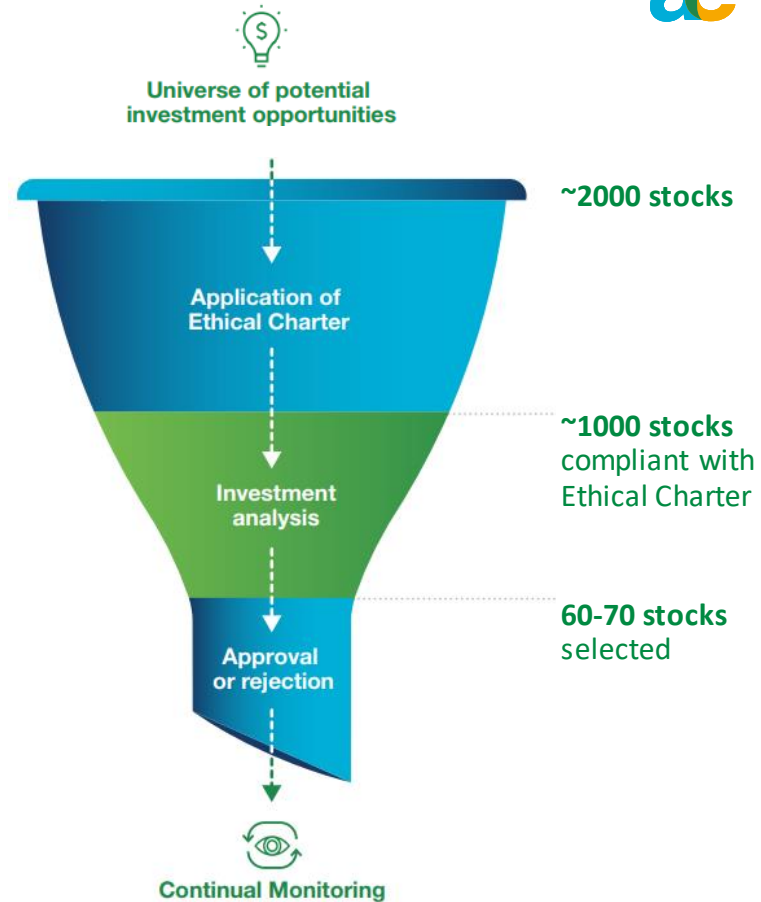 ae
Universe of potential
investment opportunities
~2000 stocks
Application of
Ethical Charter
~1000 stocks
compliant with
Ethical Charter
Investment
analysis
60-70 stocks
selected
Approval
or rejection
Continual Monitoring